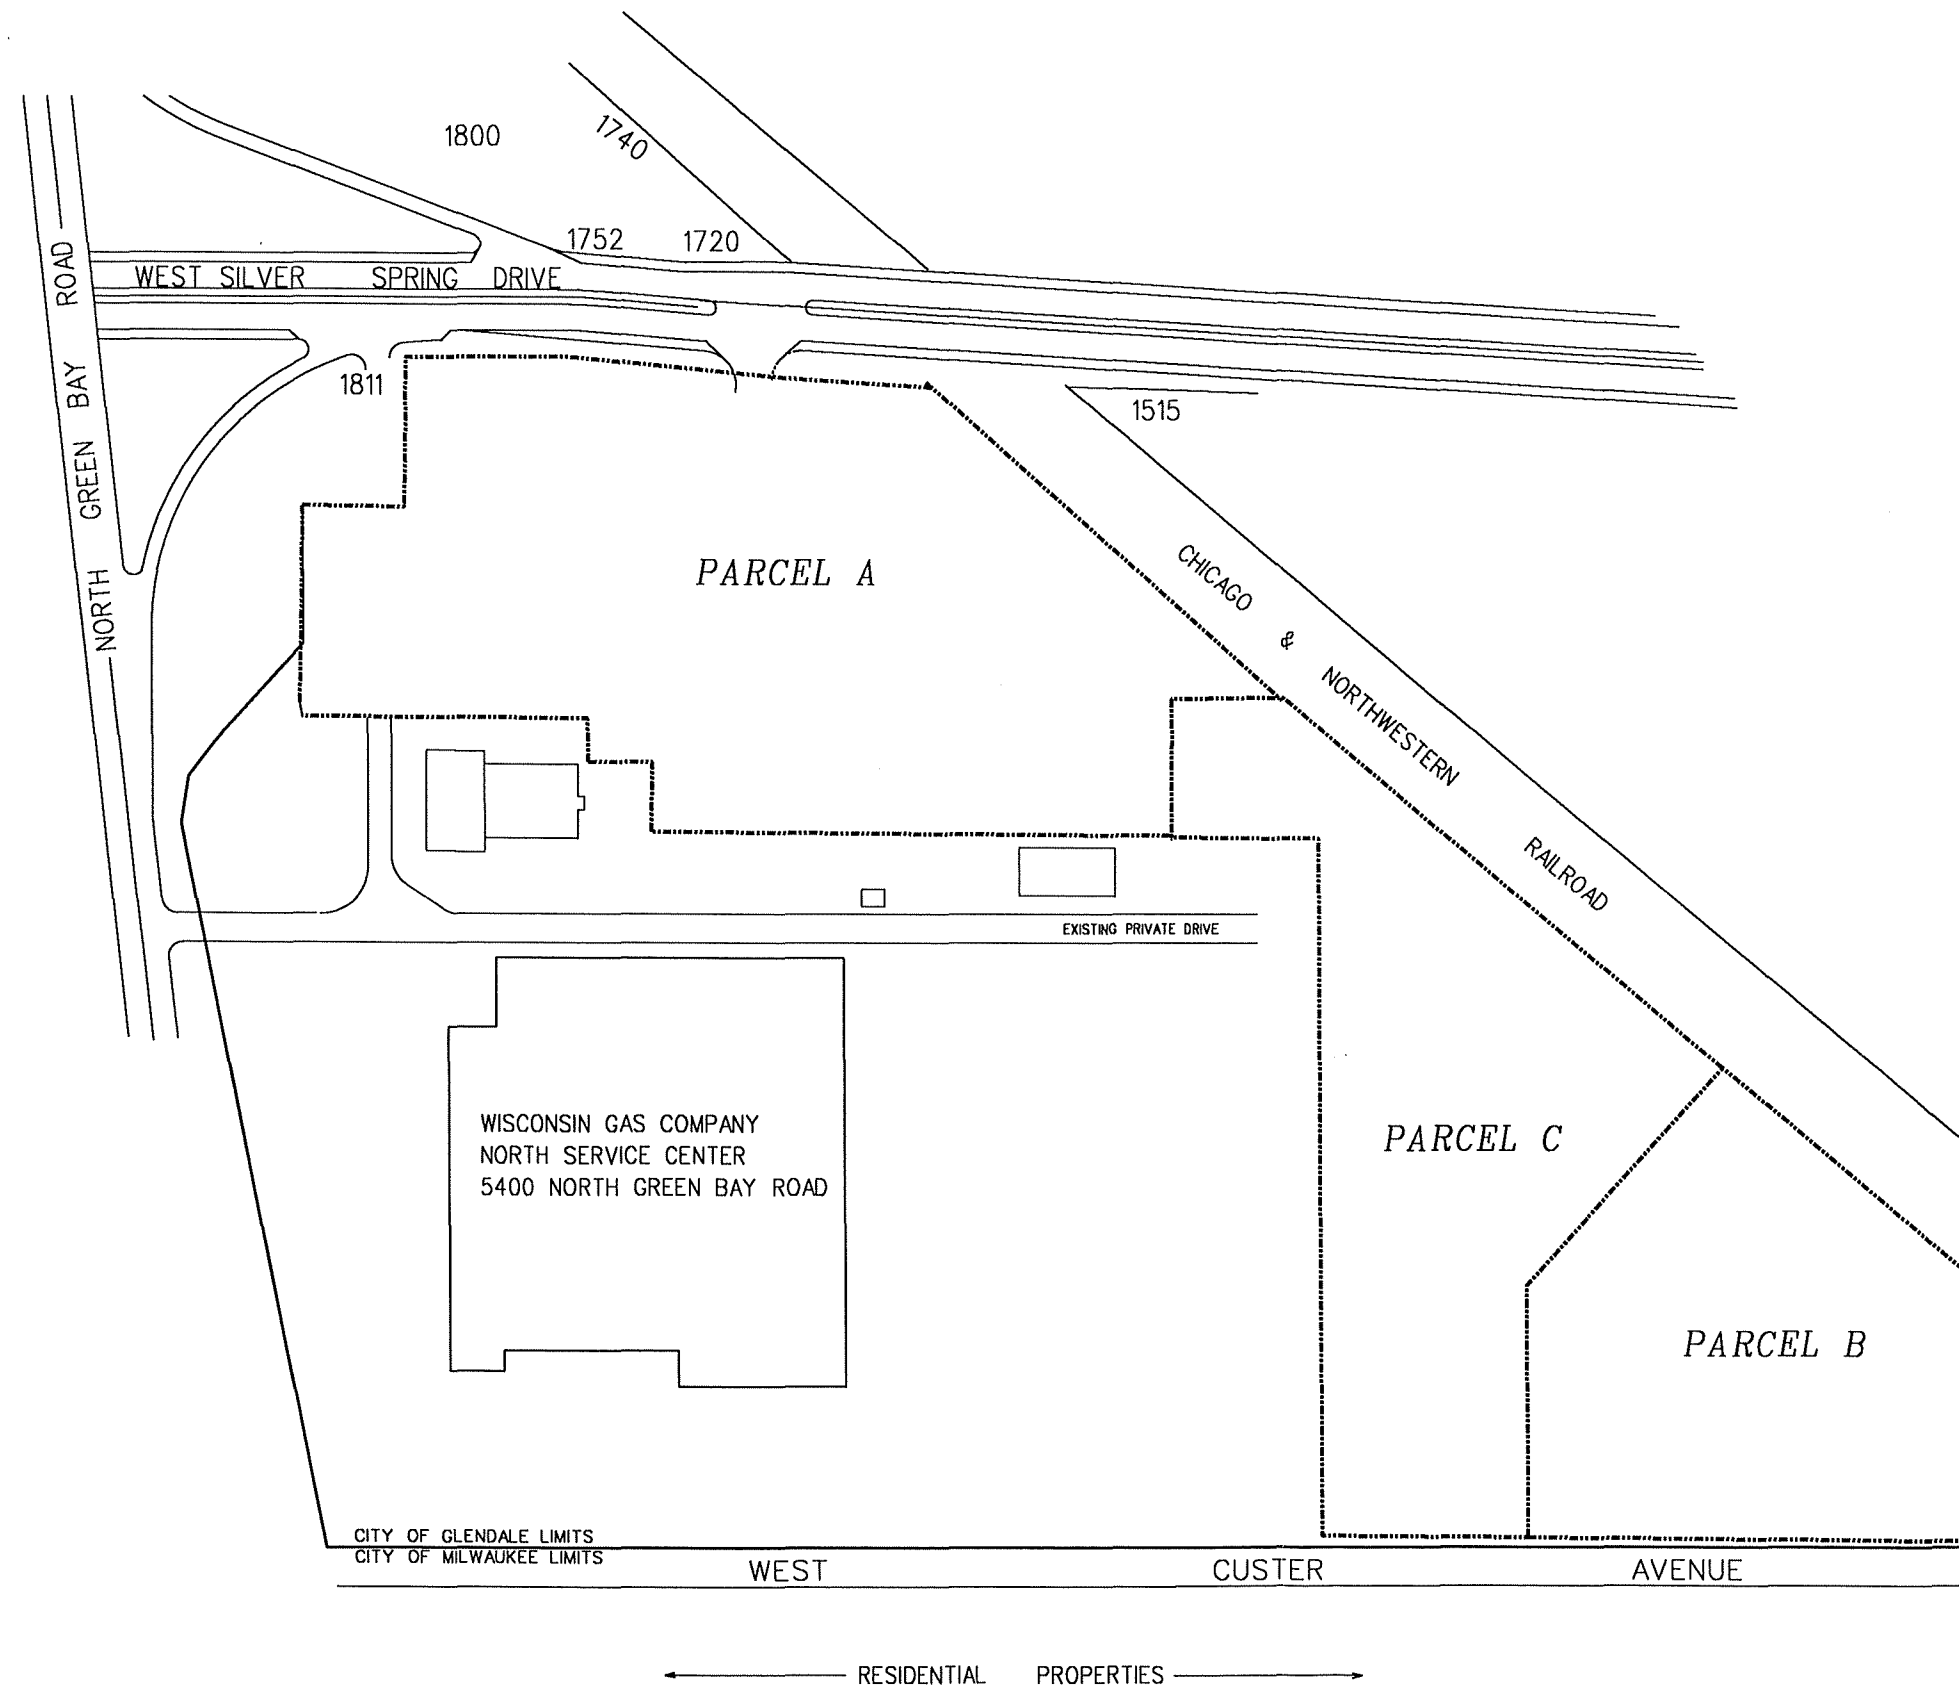 1800
1740
1752
1720
WEST SILVER SPRING DRIVE
NORTH GREEN BAY ROAD
1811
1515
PARCEL A
CHICAGO & NORTHWESTERN RAILROAD
EXISTING PRIVATE DRIVE
WISCONSIN GAS COMPANY
NORTH SERVICE CENTER
5400 NORTH GREEN BAY ROAD
PARCEL C
PARCEL B
CITY OF GLENDALE LIMITS
CITY OF MILWAUKEE LIMITS
WEST CUSTER AVENUE
RESIDENTIAL PROPERTIES